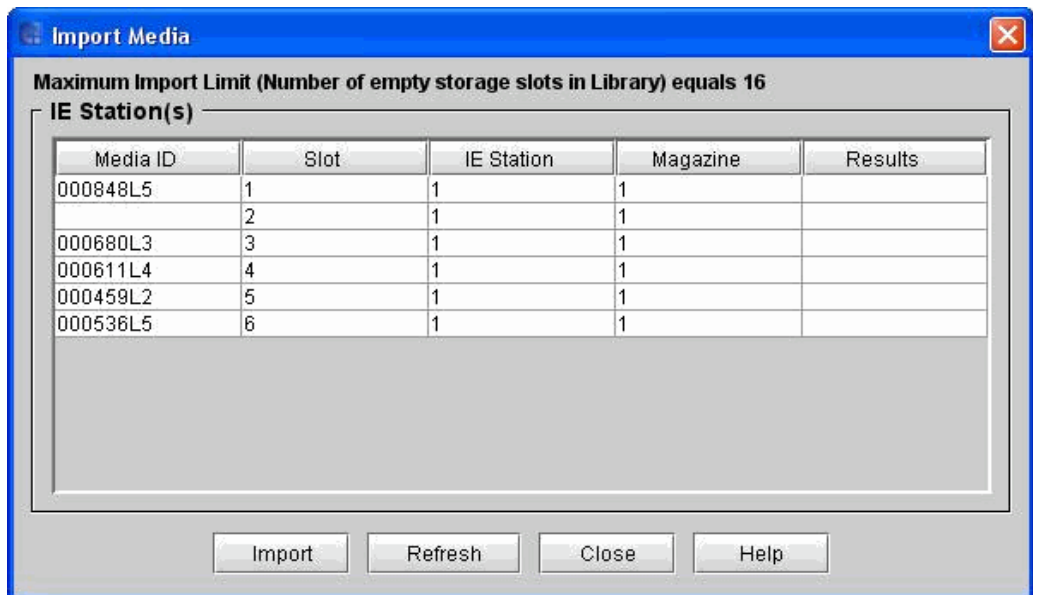 Import Media
Maximum Import Limit (Number of empty storage slots in Library) equals 16
IE Station(s)
Media ID Slot IE Station Magazine Results
000848L5 1 1 1
2 1 1
000680L3 3 1 1
000611L4 4 1 1
000459L2 5 1 1
000536L5 6 1 1
Import Refresh Close Help